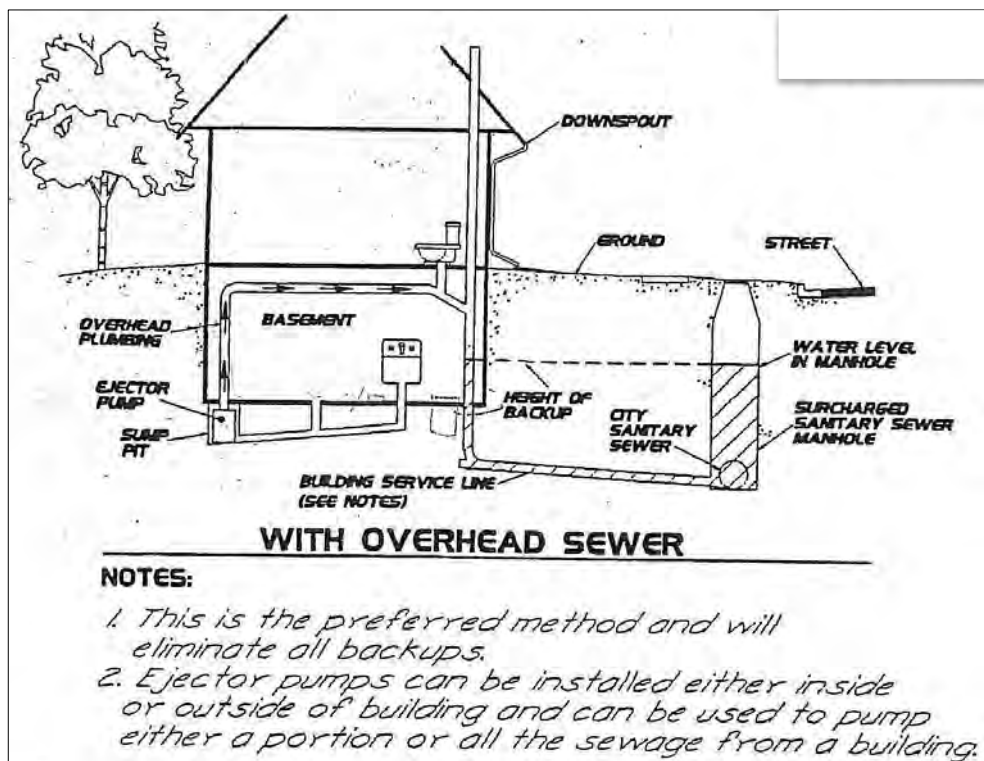 DOWNSPOUT
GROUND
STREET
OVERHEAD
PLUMBING
BASEMENT
WATER LEVEL
IN MANHOLE
EJECTOR
PUMP
HEIGHT OF
BACKUP
CITY
SANITARY
SEWER
SURCHARGED
SANITARY SEWER
MANHOLE
SUMP
PIT
BUILDING SERVICE LINE
(SEE NOTES)
WITH OVERHEAD SEWER
NOTES:
1. This is the preferred method and will
eliminate all backups.
2. Ejector pumps can be installed either inside
or outside of building and can be used to pump
either a portion or all the sewage from a building.